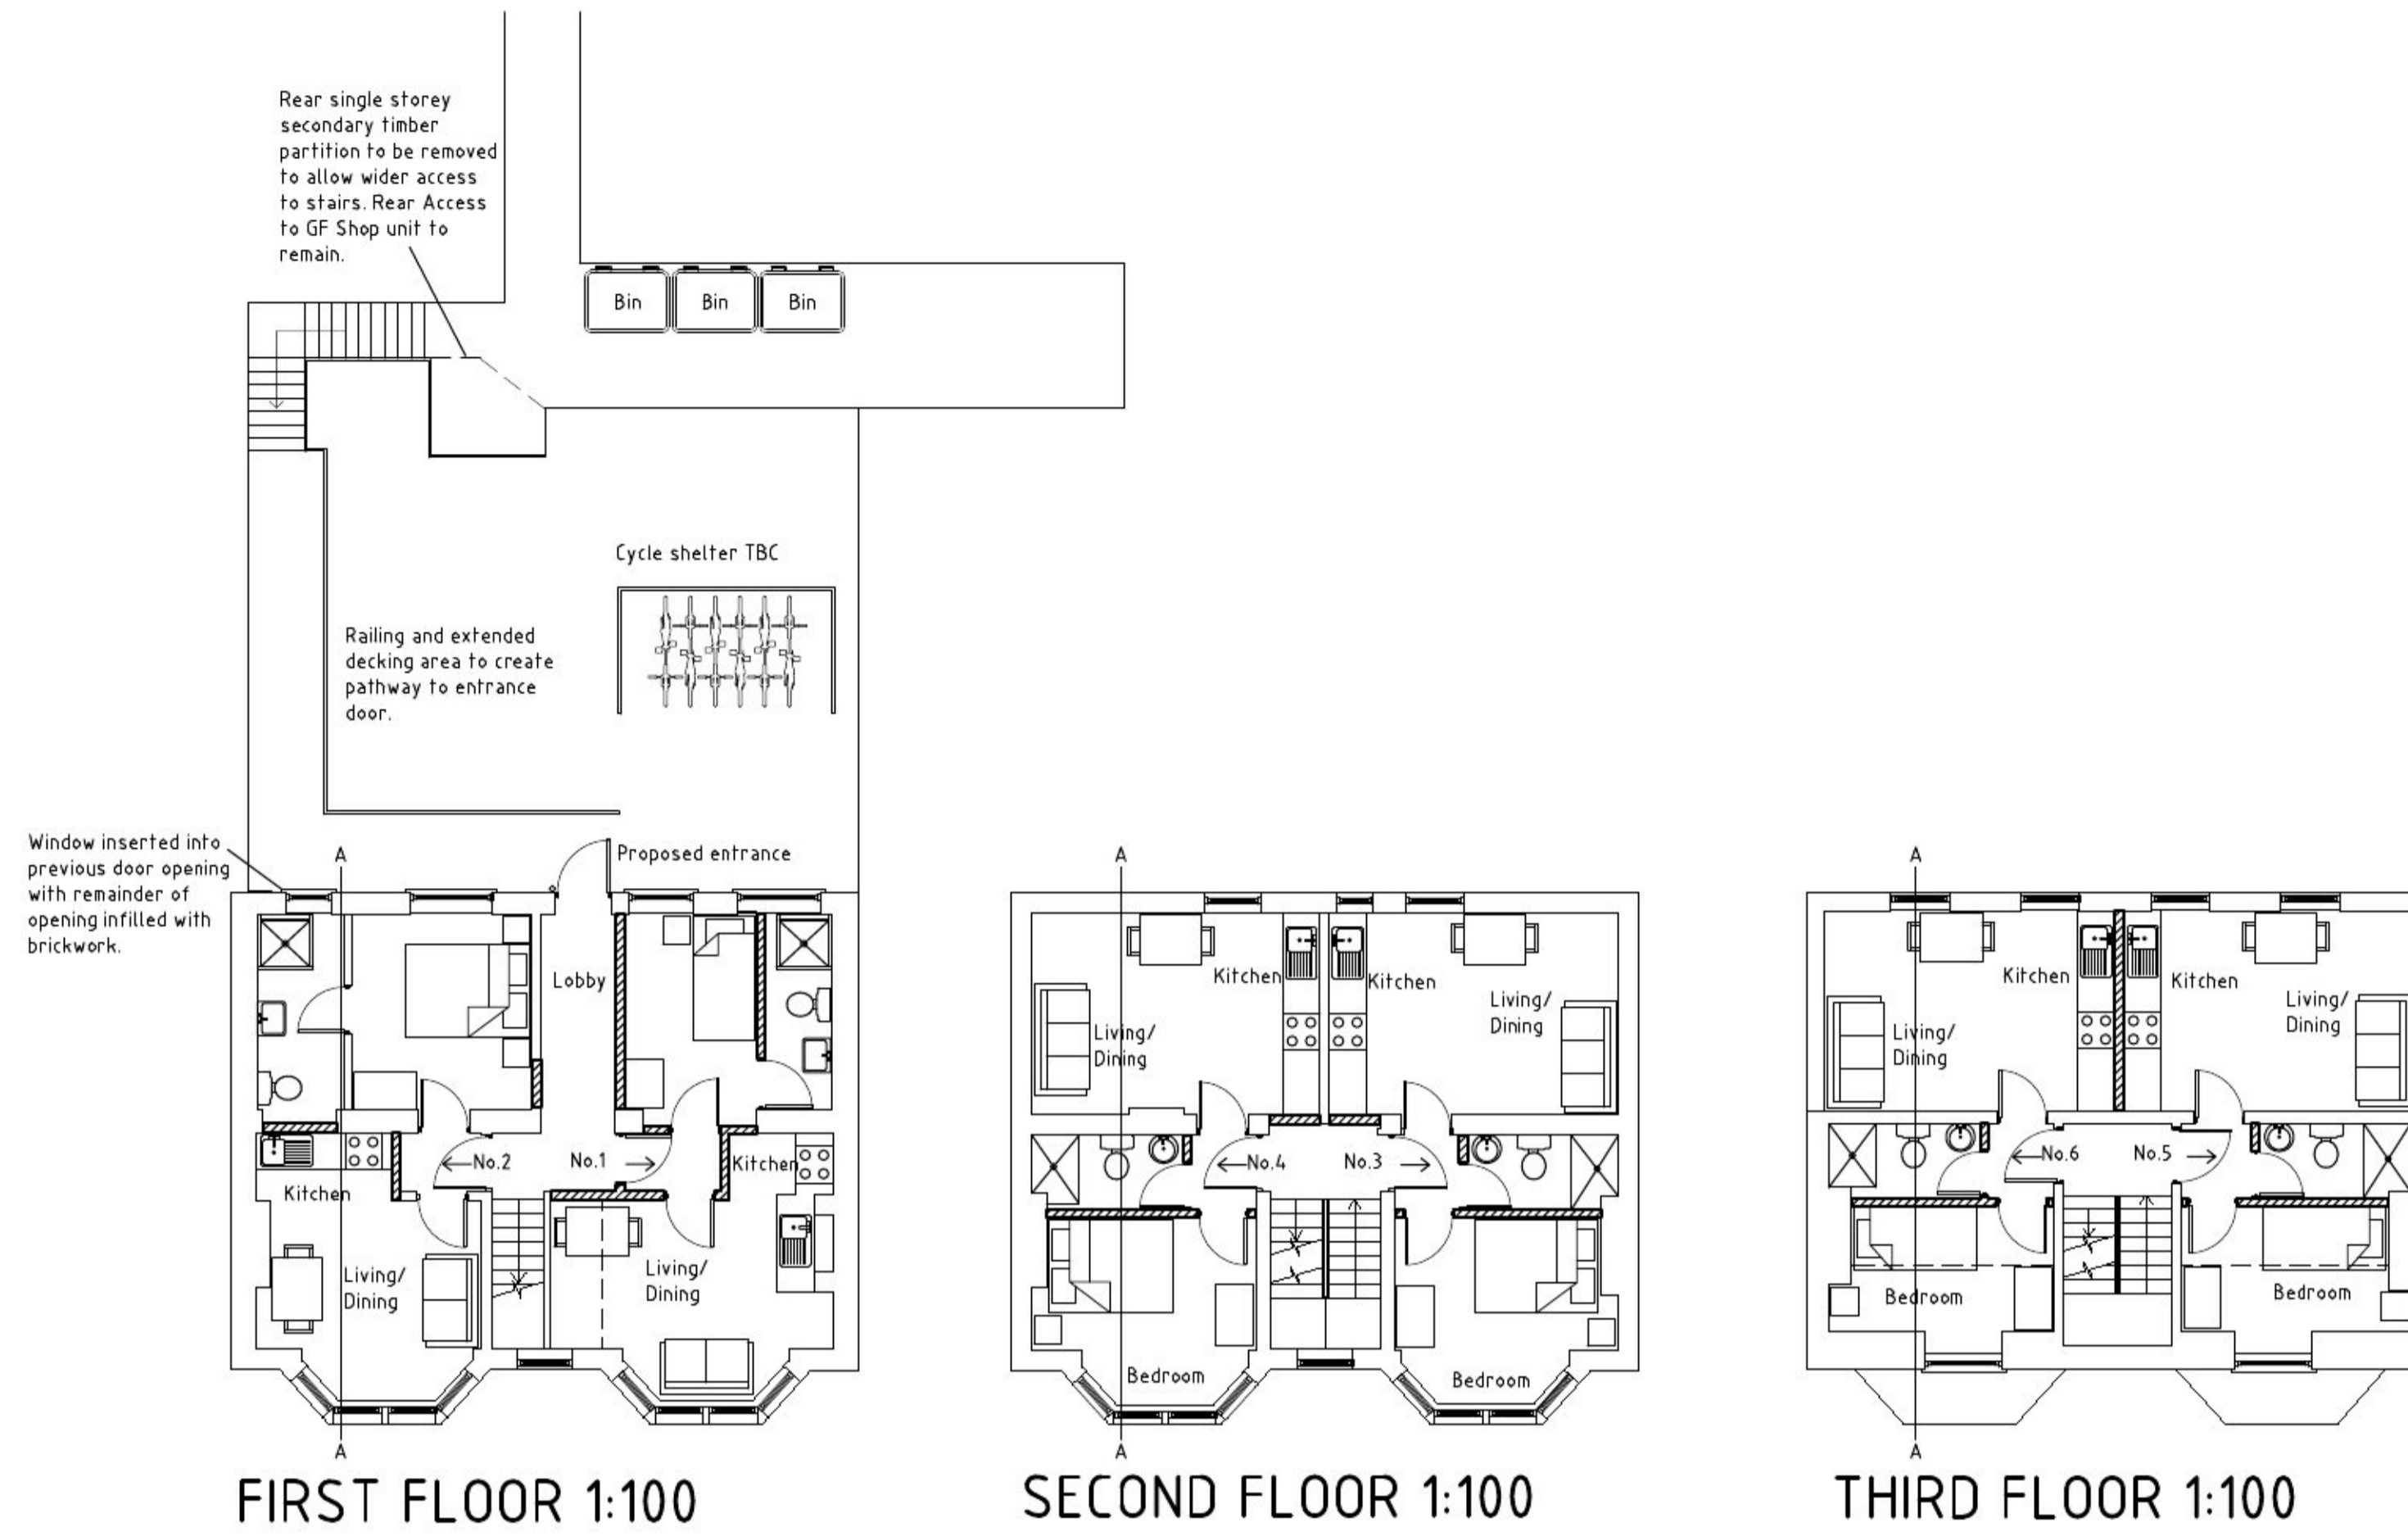 Rear single storey
secondary timber
partition to be removed
to allow wider access
to stairs. Rear Access
to GF Shop unit to
remain.
Bin
Bin
Bin
Cycle shelter TBC
Railing and extended
decking area to create
pathway to entrance
door.
Window inserted into
previous door opening
with remainder of
opening infilled with
brickwork.
A
Proposed entrance
Lobby
No.2
No.1
Kitchen
Kitchen
Living/
Dining
Living/
Dining
A
FIRST FLOOR 1:100
A
Kitchen
Kitchen
Living/
Dining
Living/
Dining
No.4
No.3
Bedroom
Bedroom
A
SECOND FLOOR 1:100
A
Kitchen
Kitchen
Living/
Dining
Living/
Dining
No.6
No.5
Bedroom
Bedroom
A
THIRD FLOOR 1:100